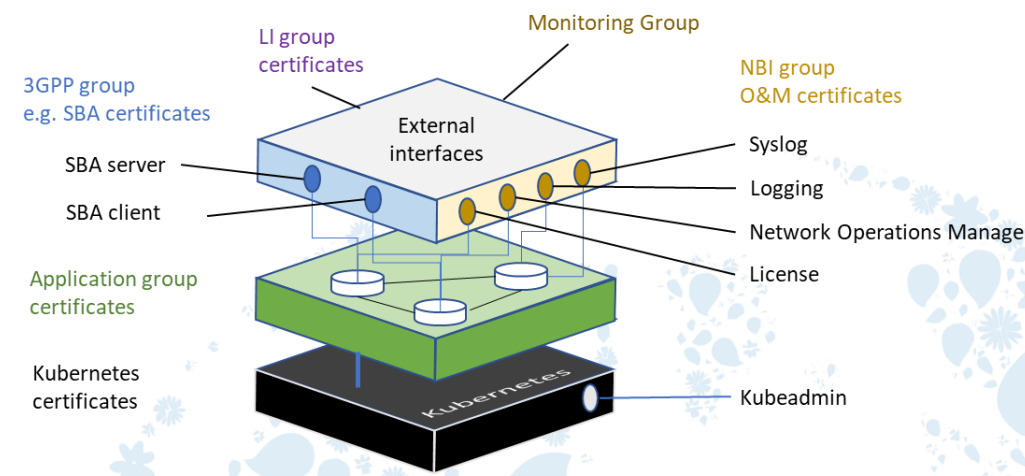 Monitoring Group
LI group
certificates
3GPP group
e.g. SBA certificates
NBI group
O&M certificates
External
interfaces
SBA server
SBA client
Syslog
Logging
Network Operations Manage
License
Application group
certificates
Kubernetes
certificates
Kubernetes
Kubeadmin